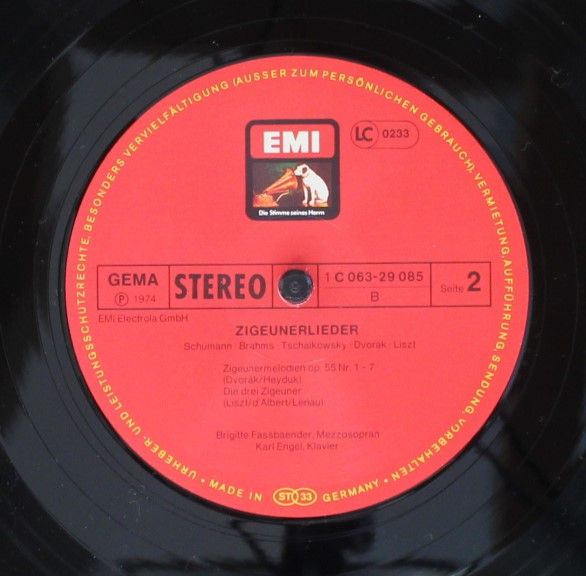 URHEBER- UND LEISTUNGSSCHUTZRECHTE, BESONDERS VERVIELFÄLTIGUNG (AUSSER ZUM PERSÖNLICHEN GEBRAUCH), VERMIETUNG, AUFFÜHRUNG, SENDUNG VORBEHALTEN
EMI
LC 0233
Die Stimme seines Herrn
GEMA
P 1974
STEREO
1 C 063-29 085
B
Seite 2
EMI Electrola GmbH
ZIGEUNERLIEDER
Schumann · Brahms · Tschaikowsky · Dvořák · Liszt
Zigeunermelodien op. 55 Nr. 1 - 7
(Dvořák/Heyduk)
Die drei Zigeuner
(Liszt/d'Albert/Lenau)
Brigitte Fassbaender, Mezzosopran
Karl Engel, Klavier
• MADE IN ST 33 GERMANY •